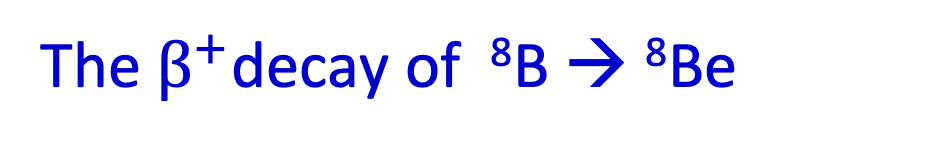 The β⁺ decay of ⁸B → ⁸Be